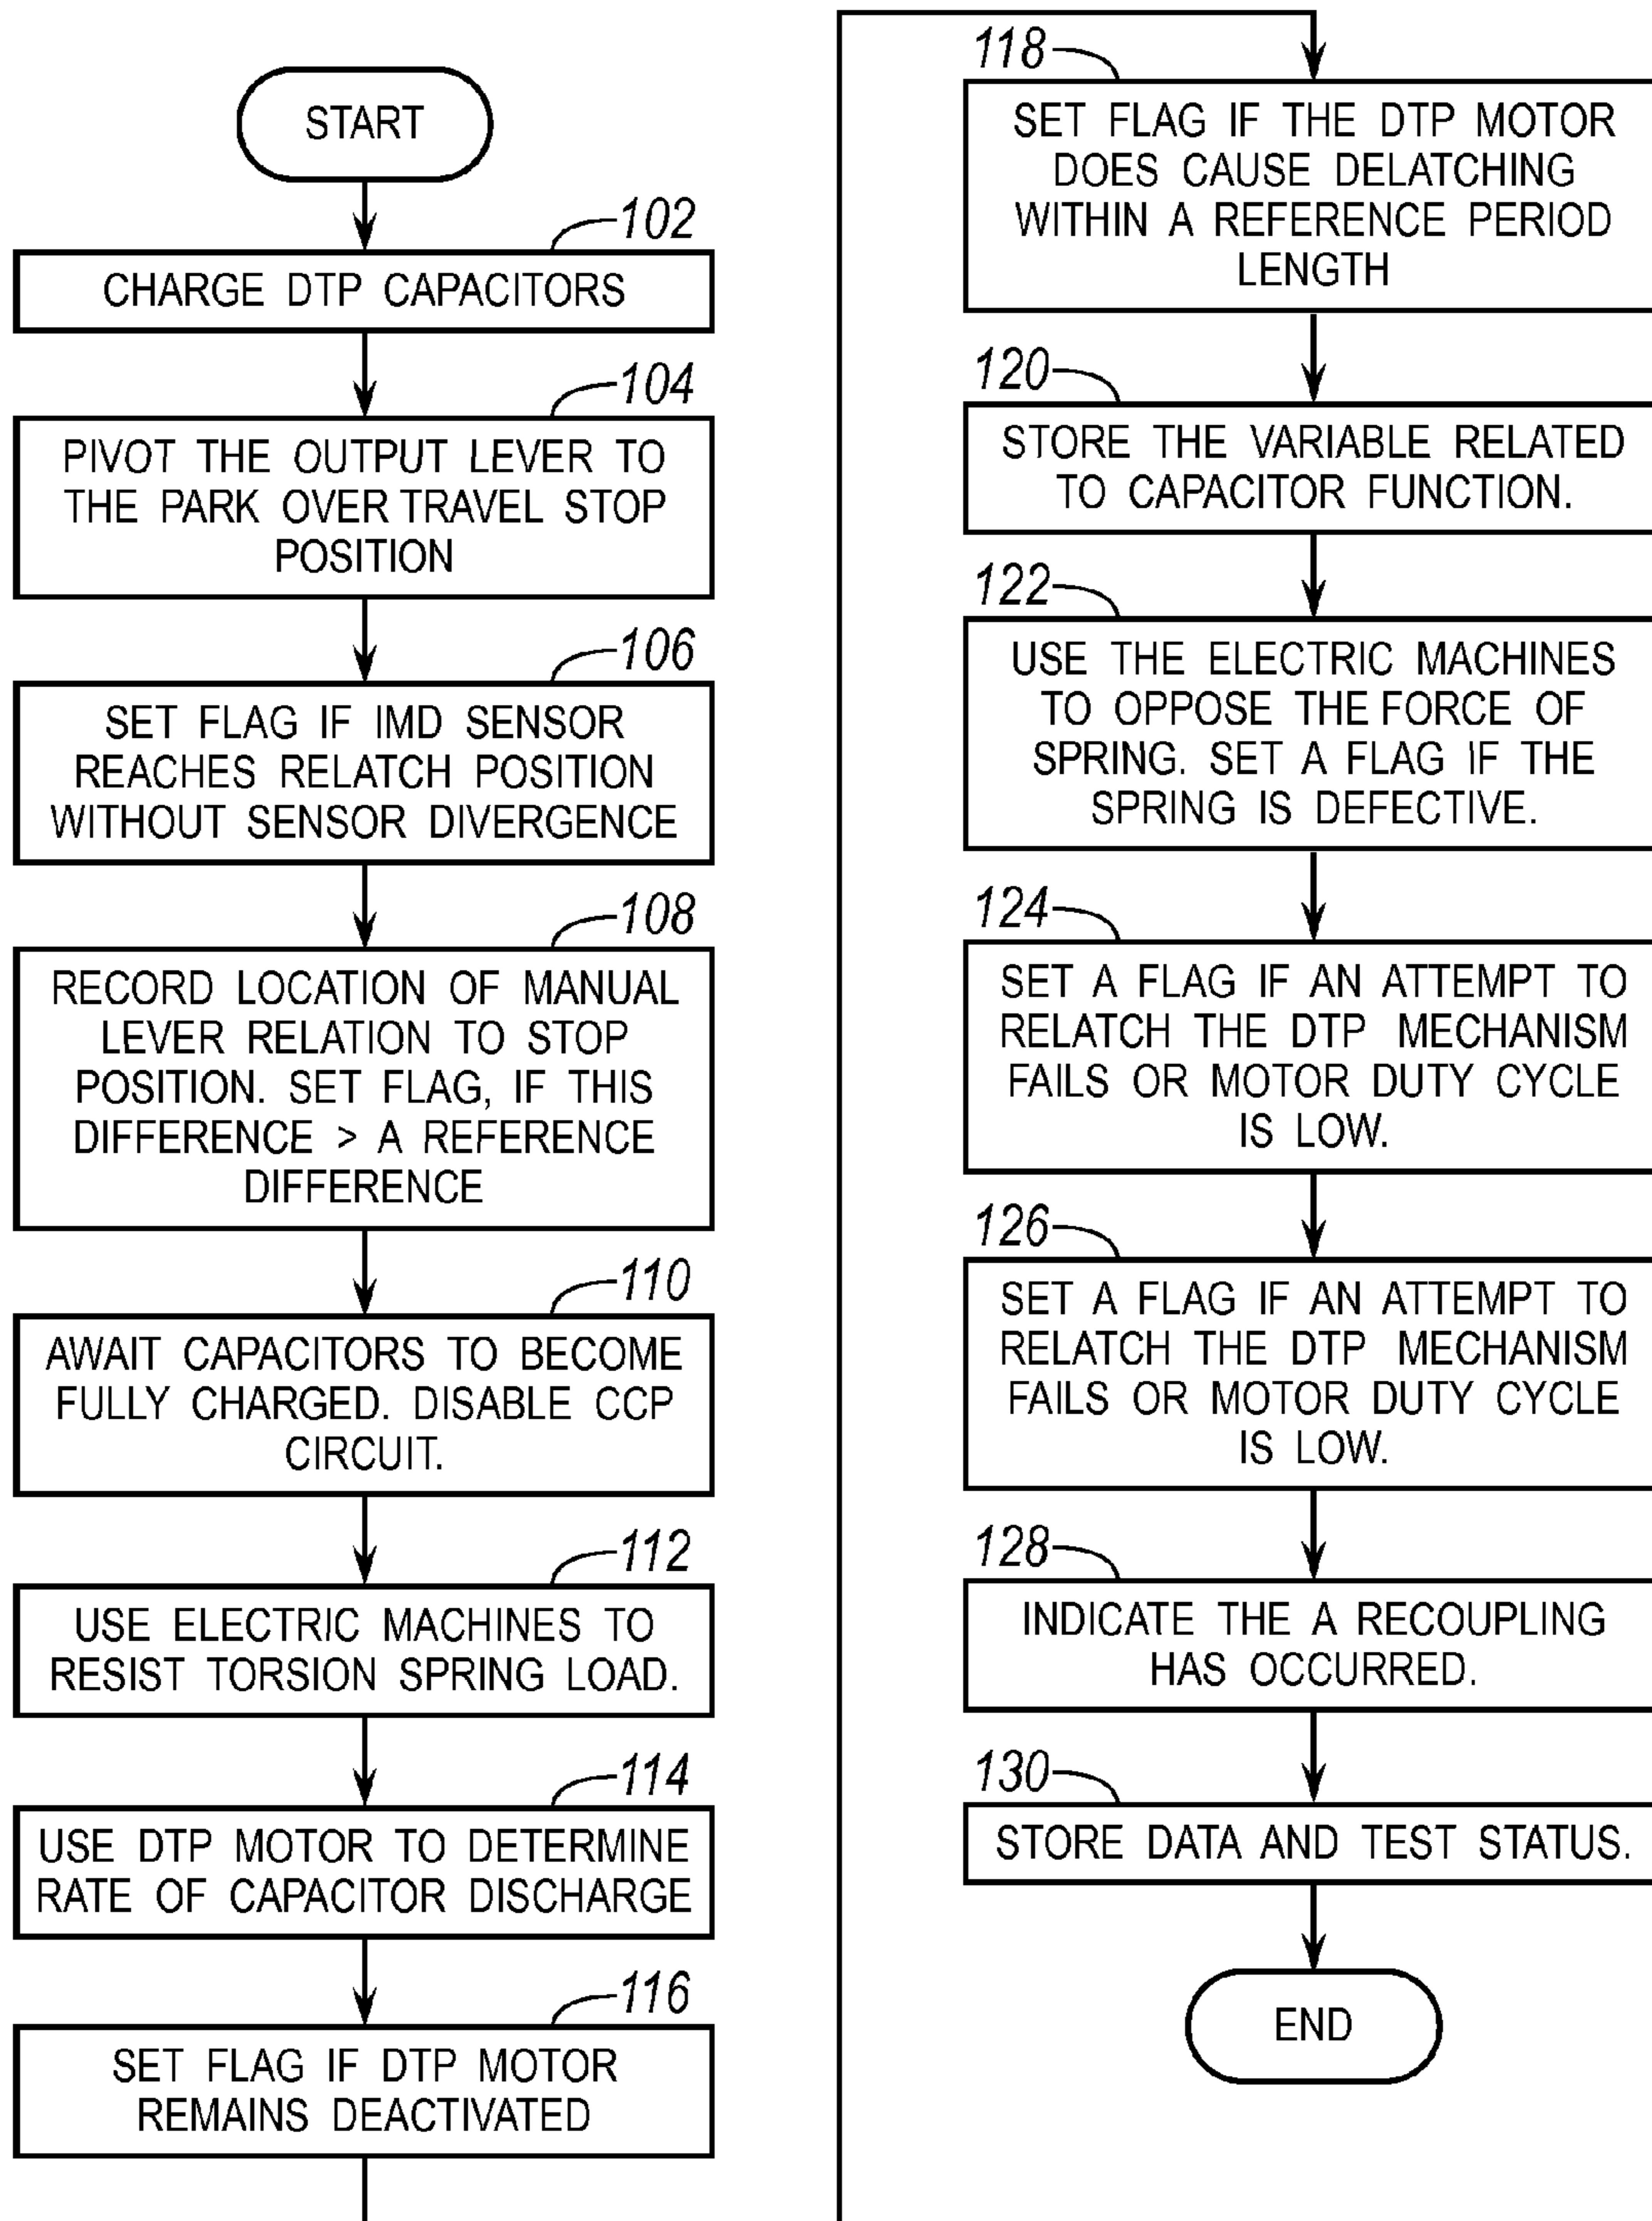 START
102
CHARGE DTP CAPACITORS
104
PIVOT THE OUTPUT LEVER TO
THE PARK OVER TRAVEL STOP
POSITION
106
SET FLAG IF IMD SENSOR
REACHES RELATCH POSITION
WITHOUT SENSOR DIVERGENCE
108
RECORD LOCATION OF MANUAL
LEVER RELATION TO STOP
POSITION. SET FLAG, IF THIS
DIFFERENCE > A REFERENCE
DIFFERENCE
110
AWAIT CAPACITORS TO BECOME
FULLY CHARGED. DISABLE CCP
CIRCUIT.
112
USE ELECTRIC MACHINES TO
RESIST TORSION SPRING LOAD.
114
USE DTP MOTOR TO DETERMINE
RATE OF CAPACITOR DISCHARGE
116
SET FLAG IF DTP MOTOR
REMAINS DEACTIVATED
118
SET FLAG IF THE DTP MOTOR
DOES CAUSE DELATCHING
WITHIN A REFERENCE PERIOD
LENGTH
120
STORE THE VARIABLE RELATED
TO CAPACITOR FUNCTION.
122
USE THE ELECTRIC MACHINES
TO OPPOSE THE FORCE OF
SPRING. SET A FLAG IF THE
SPRING IS DEFECTIVE.
124
SET A FLAG IF AN ATTEMPT TO
RELATCH THE DTP MECHANISM
FAILS OR MOTOR DUTY CYCLE
IS LOW.
126
SET A FLAG IF AN ATTEMPT TO
RELATCH THE DTP MECHANISM
FAILS OR MOTOR DUTY CYCLE
IS LOW.
128
INDICATE THE A RECOUPLING
HAS OCCURRED.
130
STORE DATA AND TEST STATUS.
END